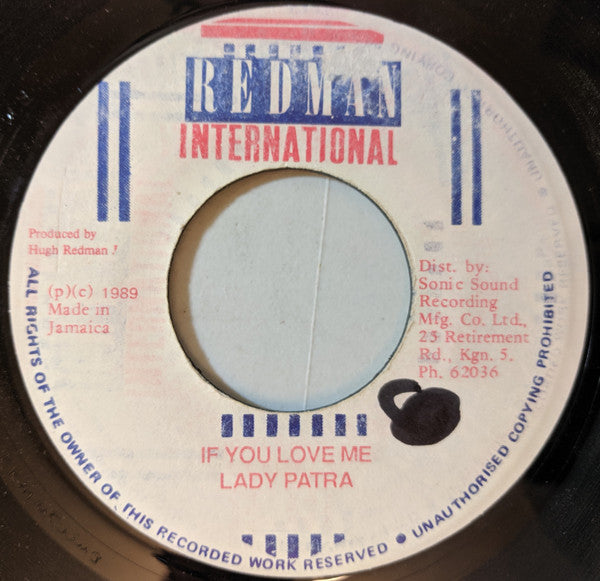 REDMAN
INTERNATIONAL
Produced by
Hugh Redman J
(p)(c) 1989
Made in
Jamaica
Dist. by:
Sonic Sound
Recording
Mfg. Co. Ltd.,
25 Retirement
Rd., Kgn. 5.
Ph. 62036
IF YOU LOVE ME
LADY PATRA
ALL RIGHTS OF THE OWNER OF THIS RECORDED WORK RESERVED • UNAUTHORISED COPYING PROHIBITED